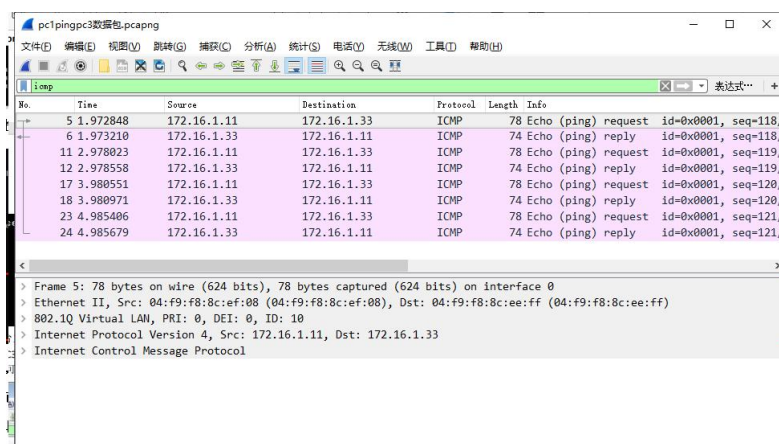 pc1pingpc3数据包.pcapng
文件(F) 编辑(E) 视图(V) 跳转(G) 捕获(C) 分析(A) 统计(S) 电话(Y) 无线(W) 工具(T) 帮助(H)
icmp 表达式… +
No. Time Source Destination Protocol Length Info
5 1.972848 172.16.1.11 172.16.1.33 ICMP 78 Echo (ping) request id=0x0001, seq=118,
6 1.973210 172.16.1.33 172.16.1.11 ICMP 74 Echo (ping) reply id=0x0001, seq=118,
11 2.978023 172.16.1.11 172.16.1.33 ICMP 78 Echo (ping) request id=0x0001, seq=119,
12 2.978558 172.16.1.33 172.16.1.11 ICMP 74 Echo (ping) reply id=0x0001, seq=119,
17 3.980551 172.16.1.11 172.16.1.33 ICMP 78 Echo (ping) request id=0x0001, seq=120,
18 3.980971 172.16.1.33 172.16.1.11 ICMP 74 Echo (ping) reply id=0x0001, seq=120,
23 4.985406 172.16.1.11 172.16.1.33 ICMP 78 Echo (ping) request id=0x0001, seq=121,
24 4.985679 172.16.1.33 172.16.1.11 ICMP 74 Echo (ping) reply id=0x0001, seq=121,
> Frame 5: 78 bytes on wire (624 bits), 78 bytes captured (624 bits) on interface 0
> Ethernet II, Src: 04:f9:f8:8c:ef:08 (04:f9:f8:8c:ef:08), Dst: 04:f9:f8:8c:ee:ff (04:f9:f8:8c:ee:ff)
> 802.1Q Virtual LAN, PRI: 0, DEI: 0, ID: 10
> Internet Protocol Version 4, Src: 172.16.1.11, Dst: 172.16.1.33
> Internet Control Message Protocol